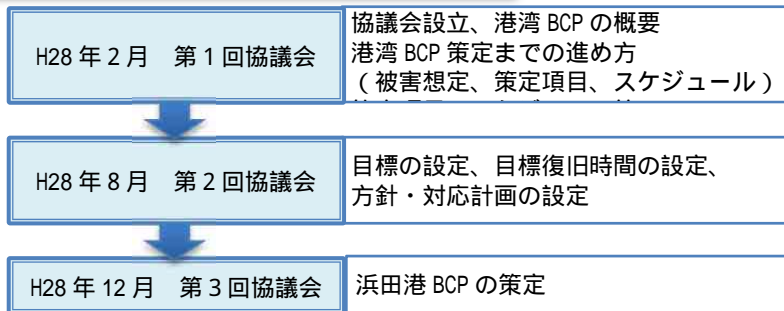 H28年2月　第1回協議会
協議会設立、港湾BCPの概要
港湾BCP策定までの進め方
（被害想定、策定項目、スケジュール）
H28年8月　第2回協議会
目標の設定、目標復旧時間の設定、
方針・対応計画の設定
H28年12月　第3回協議会
浜田港BCPの策定